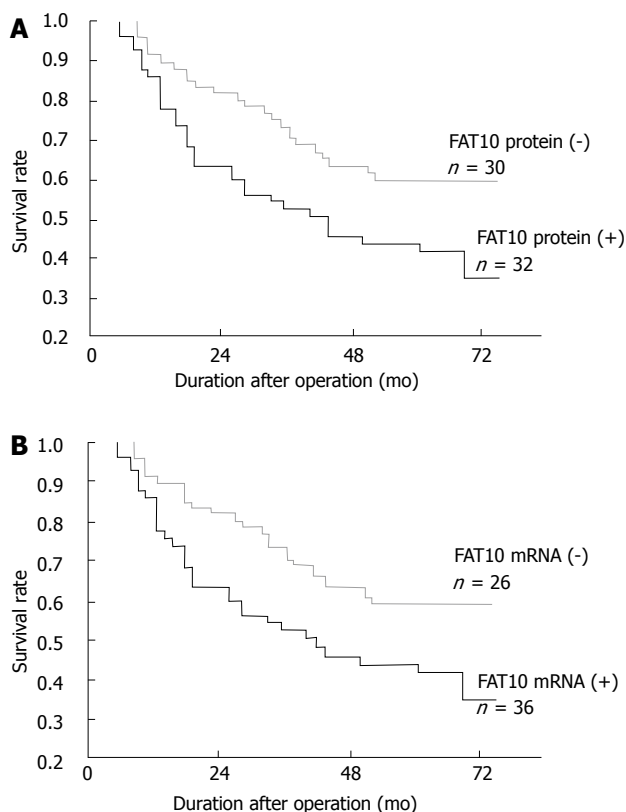 A
1.0
0.9
0.8
0.7
0.6
0.5
0.4
0.3
0.2
Survival rate
FAT10 protein (-)
n = 30
FAT10 protein (+)
n = 32
0 24 48 72
Duration after operation (mo)
B
1.0
0.9
0.8
0.7
0.6
0.5
0.4
0.3
0.2
Survival rate
FAT10 mRNA (-)
n = 26
FAT10 mRNA (+)
n = 36
0 24 48 72
Duration after operation (mo)